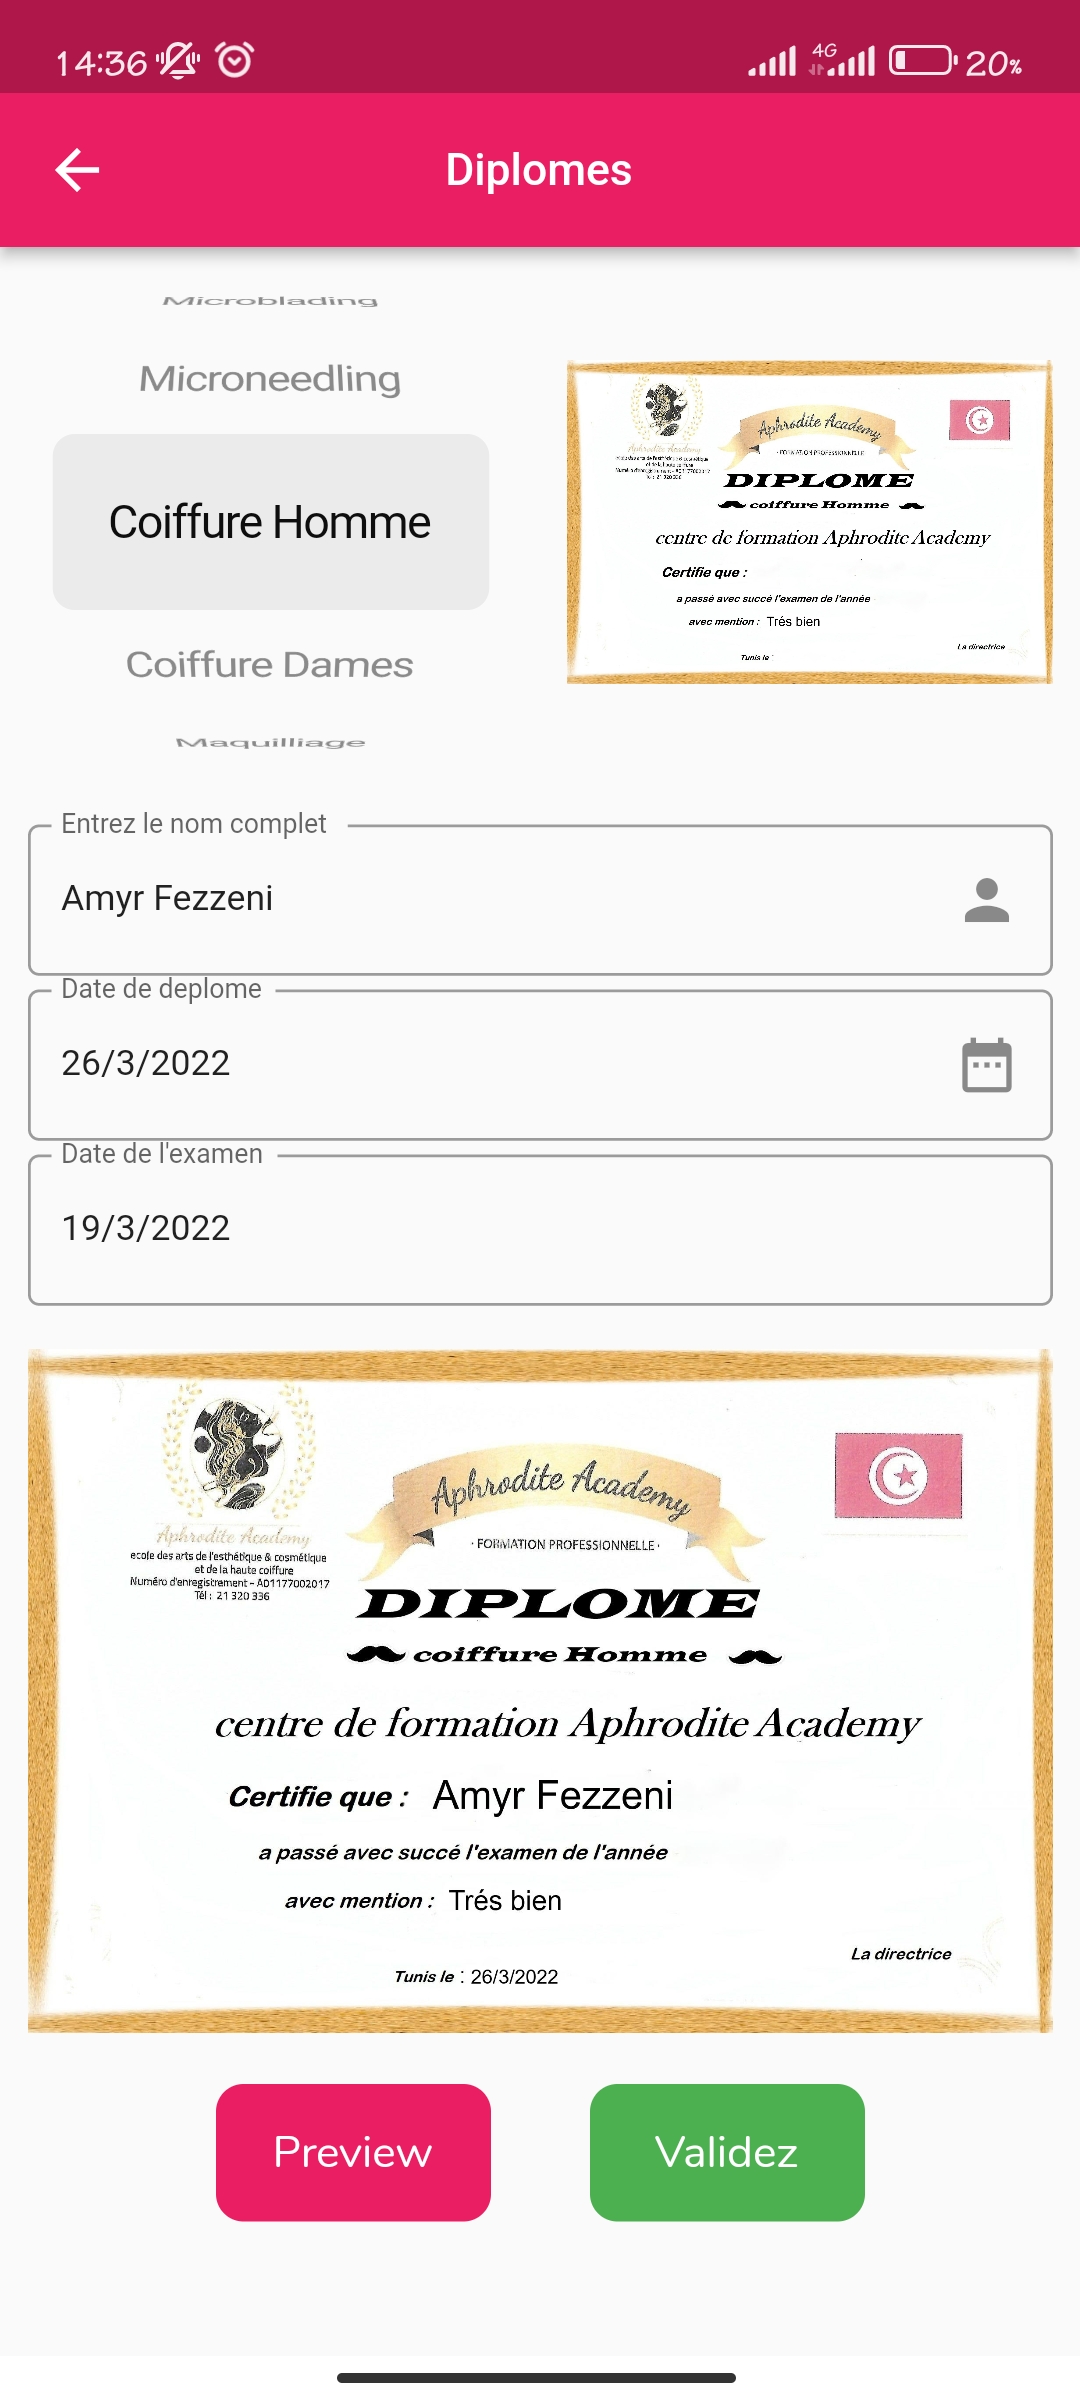 14:36
4G
20%
Diplomes
Microblading
Microneedling
Coiffure Homme
Coiffure Dames
Maquilliage
Aphrodite Academy
Aphrodite Academy
· FORMATION PROFESSIONNELLE ·
DIPLOME
coiffure Homme
centre de formation Aphrodite Academy
Certifie que :
a passé avec succé l'examen de l'année
avec mention : Trés bien
La directrice
Tunis le
Entrez le nom complet
Amyr Fezzeni
Date de deplome
26/3/2022
Date de l'examen
19/3/2022
Aphrodite Academy
ecole des arts de l'esthétique & cosmétique
et de la haute coiffure
Numéro d'enregistrement - A01177002017
Tél : 21 320 336
Aphrodite Academy
· FORMATION PROFESSIONNELLE ·
DIPLOME
coiffure Homme
centre de formation Aphrodite Academy
Certifie que : Amyr Fezzeni
a passé avec succé l'examen de l'année
avec mention : Trés bien
La directrice
Tunis le : 26/3/2022
Preview
Validez